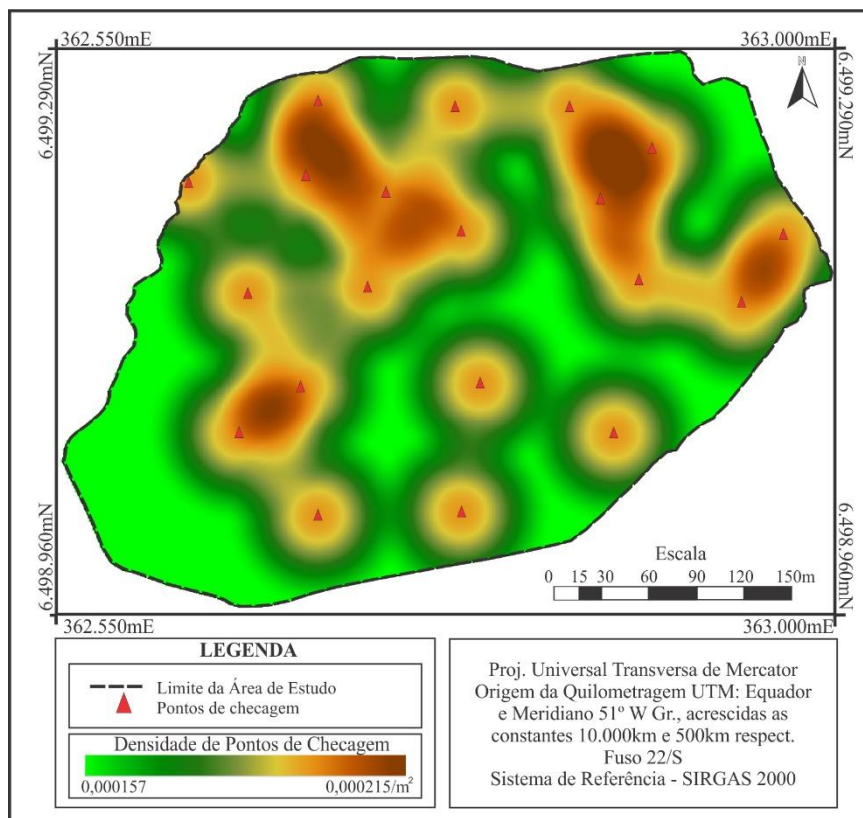 362.550mE
363.000mE
6.499.290mN
6.499.290mN
N
6.498.960mN
6.498.960mN
Escala
0 15 30 60 90 120 150m
362.550mE
363.000mE
LEGENDA
Limite da Área de Estudo
Pontos de checagem
Densidade de Pontos de Checagem
0,000157 0,000215/m²
Proj. Universal Transversa de Mercator
Origem da Quilometragem UTM: Equador
e Meridiano 51º W Gr., acrescidas as
constantes 10.000km e 500km respect.
Fuso 22/S
Sistema de Referência - SIRGAS 2000